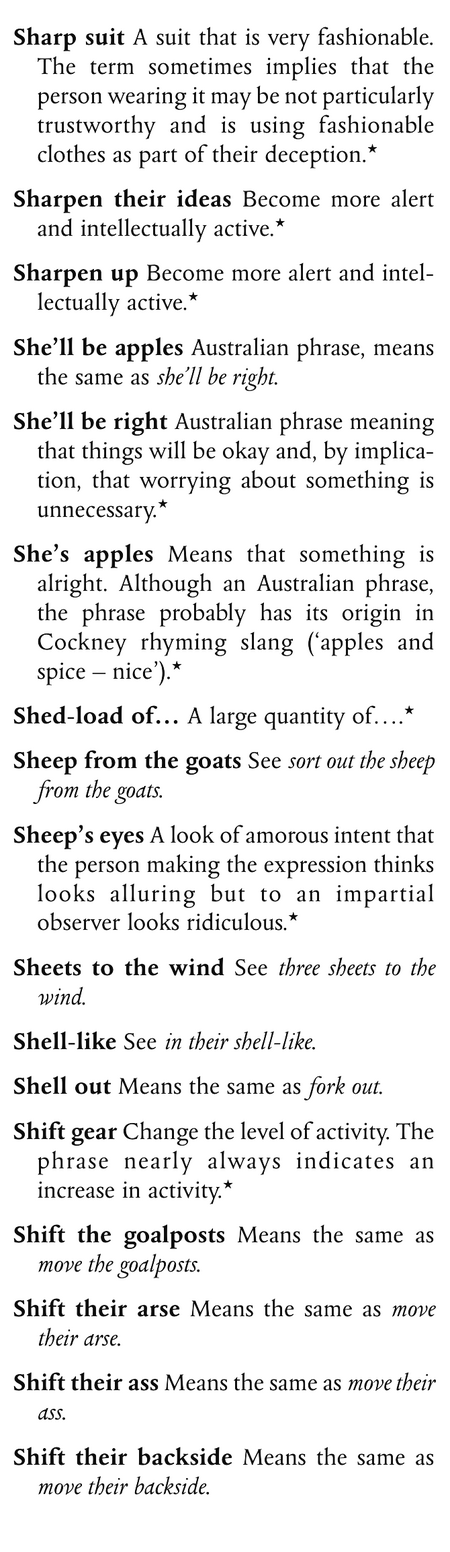 Sharp suit A suit that is very fashionable.
The term sometimes implies that the
person wearing it may be not particularly
trustworthy and is using fashionable
clothes as part of their deception.★
Sharpen their ideas Become more alert
and intellectually active.★
Sharpen up Become more alert and intel-
lectually active.★
She’ll be apples Australian phrase, means
the same as she’ll be right.
She’ll be right Australian phrase meaning
that things will be okay and, by implica-
tion, that worrying about something is
unnecessary.★
She’s apples Means that something is
alright. Although an Australian phrase,
the phrase probably has its origin in
Cockney rhyming slang (‘apples and
spice – nice’).★
Shed-load of… A large quantity of….★
Sheep from the goats See sort out the sheep
from the goats.
Sheep’s eyes A look of amorous intent that
the person making the expression thinks
looks alluring but to an impartial
observer looks ridiculous.★
Sheets to the wind See three sheets to the
wind.
Shell-like See in their shell-like.
Shell out Means the same as fork out.
Shift gear Change the level of activity. The
phrase nearly always indicates an
increase in activity.★
Shift the goalposts Means the same as
move the goalposts.
Shift their arse Means the same as move
their arse.
Shift their ass Means the same as move their
ass.
Shift their backside Means the same as
move their backside.